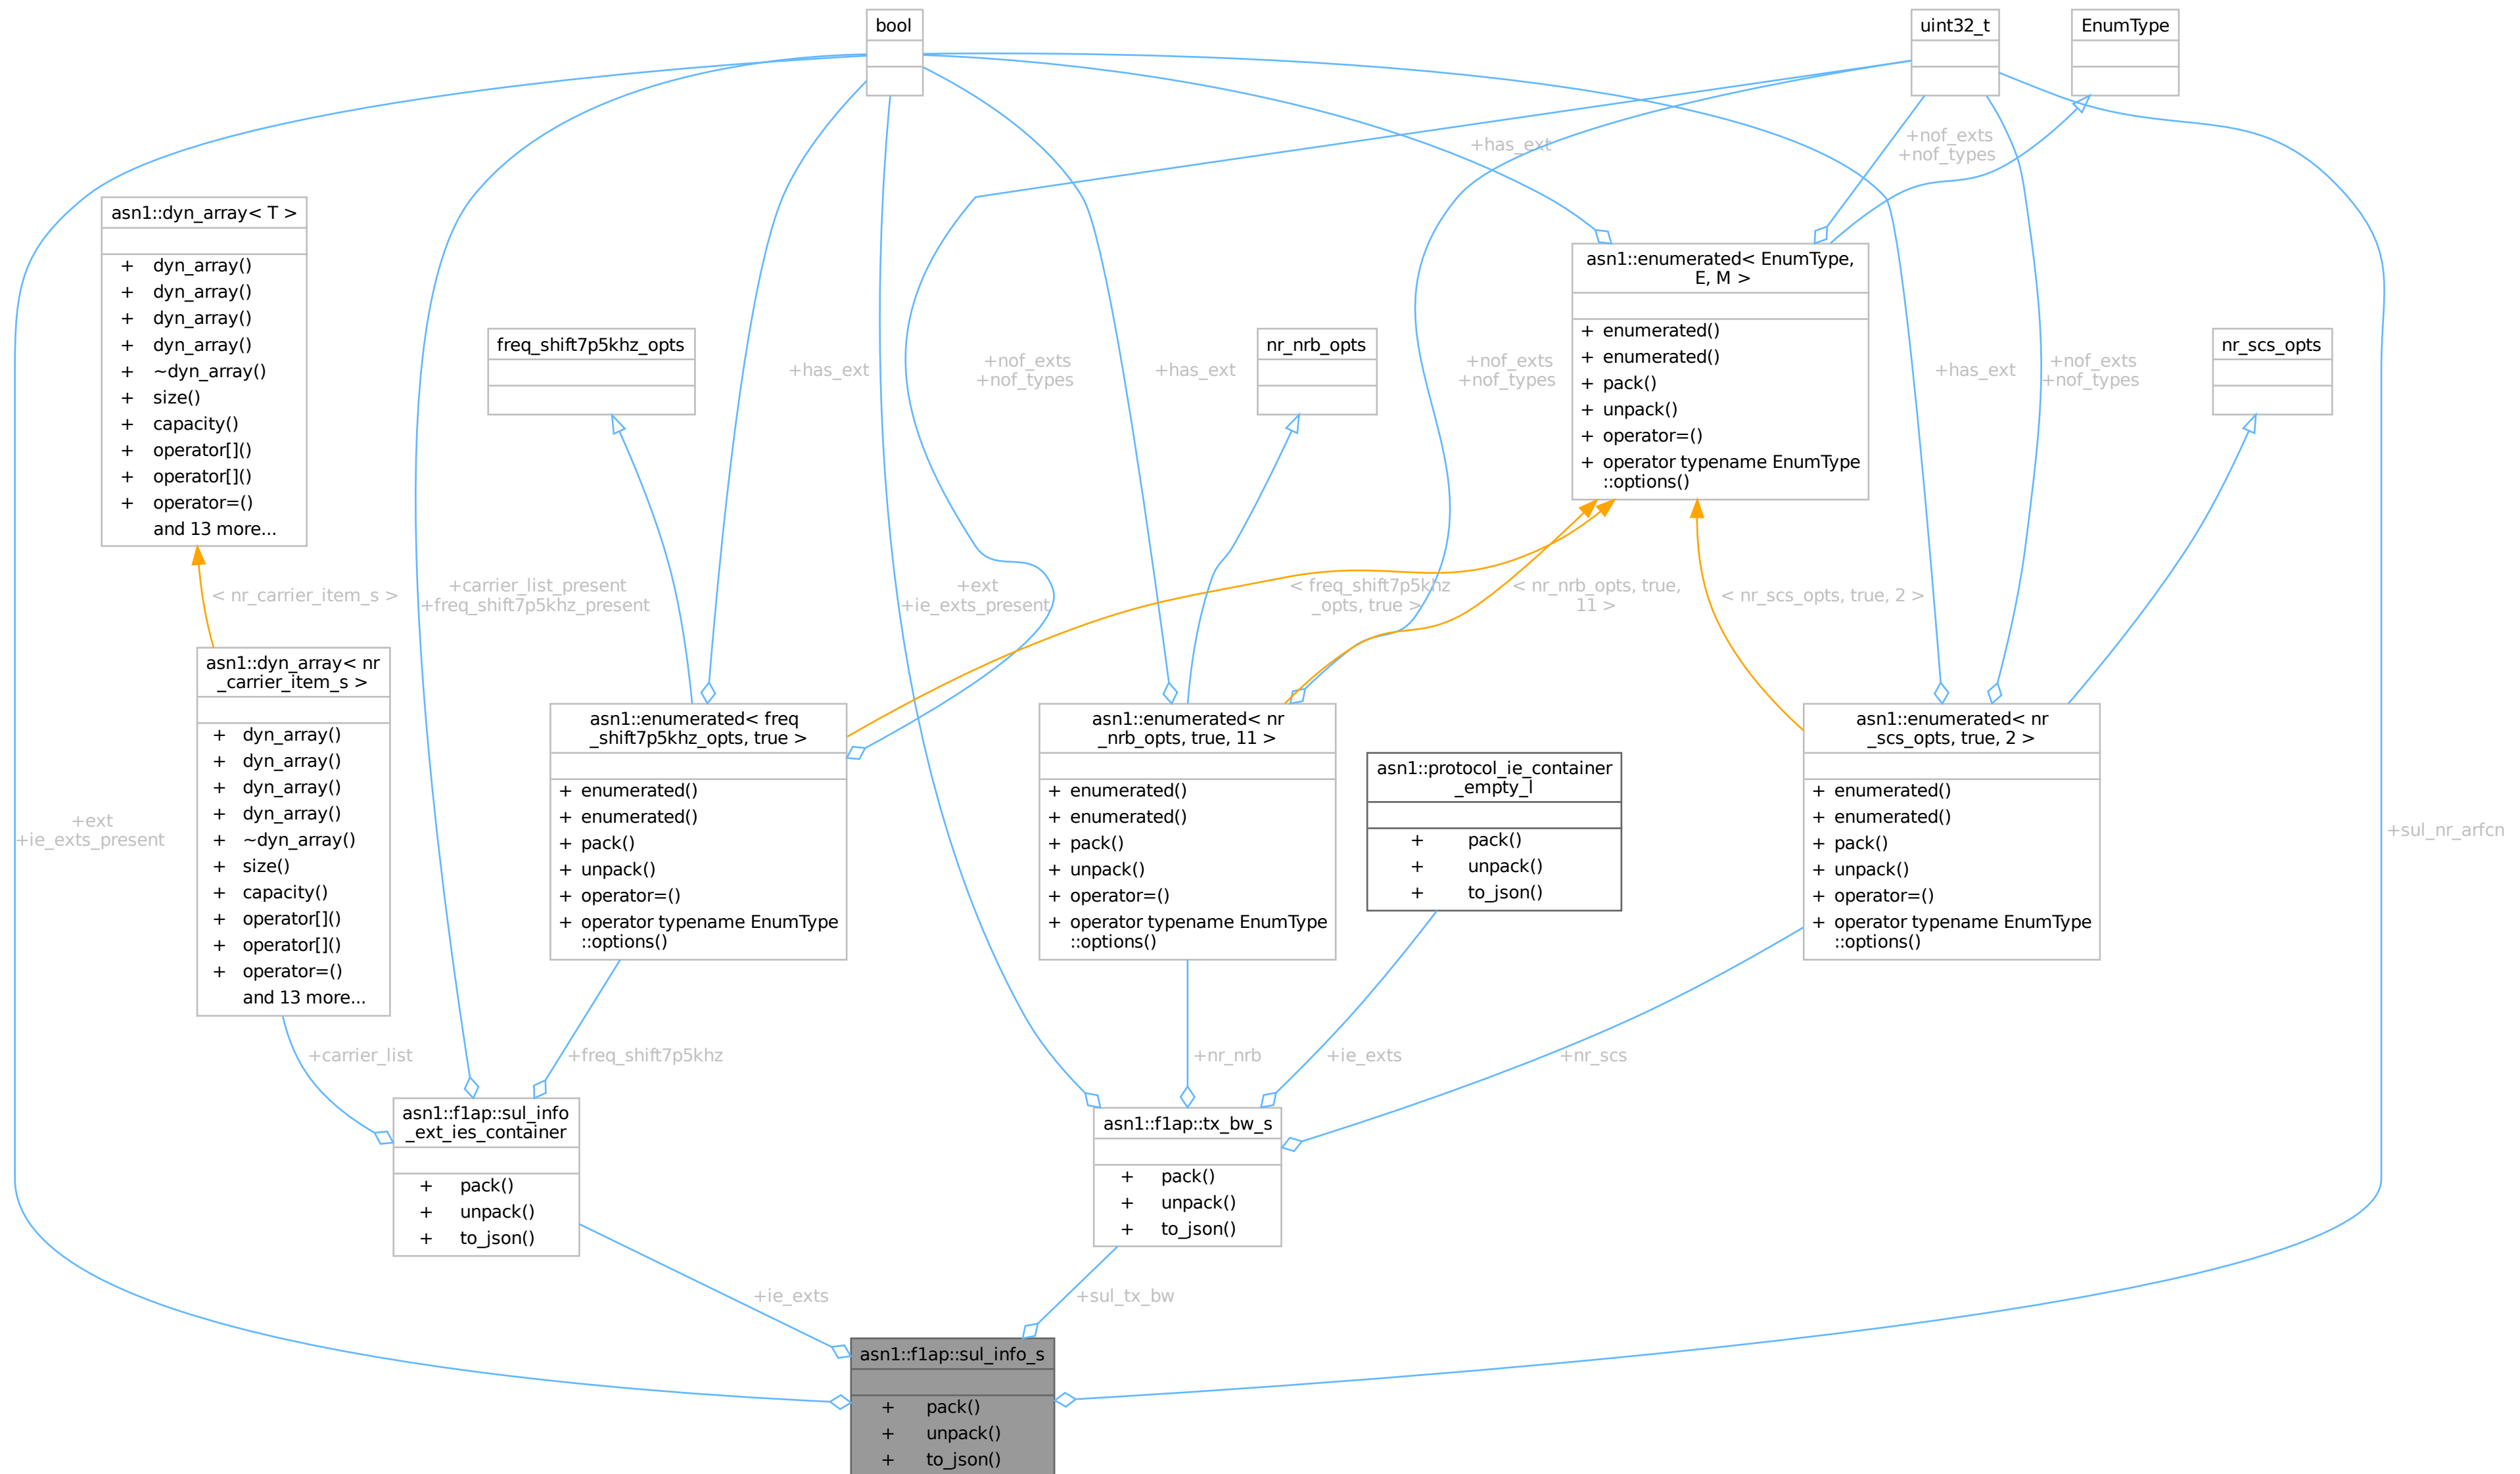 bool
uint32_t
EnumType
+nof_exts
+nof_types
+has_ext
asn1::dyn_array< T >
+ dyn_array()
+ dyn_array()
+ dyn_array()
+ dyn_array()
+ ~dyn_array()
+ size()
+ capacity()
+ operator[]()
+ operator[]()
+ operator=()
and 13 more...
asn1::enumerated< EnumType,
E, M >
+ enumerated()
+ enumerated()
+ pack()
+ unpack()
+ operator=()
+ operator typename EnumType
::options()
freq_shift7p5khz_opts
+has_ext
+nof_exts
+nof_types
+has_ext
nr_nrb_opts
+nof_exts
+nof_types
+has_ext
+nof_exts
+nof_types
nr_scs_opts
< nr_carrier_item_s >
+carrier_list_present
+freq_shift7p5khz_present
+ext
+ie_exts_present
< freq_shift7p5khz
_opts, true >
< nr_nrb_opts, true,
11 >
< nr_scs_opts, true, 2 >
asn1::dyn_array< nr
_carrier_item_s >
+ dyn_array()
+ dyn_array()
+ dyn_array()
+ dyn_array()
+ ~dyn_array()
+ size()
+ capacity()
+ operator[]()
+ operator[]()
+ operator=()
and 13 more...
asn1::enumerated< freq
_shift7p5khz_opts, true >
+ enumerated()
+ enumerated()
+ pack()
+ unpack()
+ operator=()
+ operator typename EnumType
::options()
asn1::enumerated< nr
_nrb_opts, true, 11 >
+ enumerated()
+ enumerated()
+ pack()
+ unpack()
+ operator=()
+ operator typename EnumType
::options()
asn1::protocol_ie_container
_empty_l
+ pack()
+ unpack()
+ to_json()
asn1::enumerated< nr
_scs_opts, true, 2 >
+ enumerated()
+ enumerated()
+ pack()
+ unpack()
+ operator=()
+ operator typename EnumType
::options()
+ext
+ie_exts_present
+sul_nr_arfcn
+carrier_list
+freq_shift7p5khz
+nr_nrb
+ie_exts
+nr_scs
asn1::f1ap::sul_info
_ext_ies_container
+ pack()
+ unpack()
+ to_json()
asn1::f1ap::tx_bw_s
+ pack()
+ unpack()
+ to_json()
+ie_exts
+sul_tx_bw
asn1::f1ap::sul_info_s
+ pack()
+ unpack()
+ to_json()